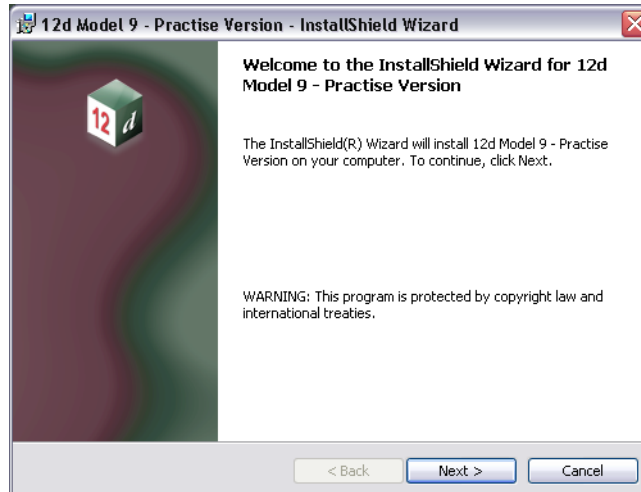 12d Model 9 - Practise Version - InstallShield Wizard
Welcome to the InstallShield Wizard for 12d
Model 9 - Practise Version
12 d
The InstallShield(R) Wizard will install 12d Model 9 - Practise
Version on your computer. To continue, click Next.
WARNING: This program is protected by copyright law and
international treaties.
< Back
Next >
Cancel